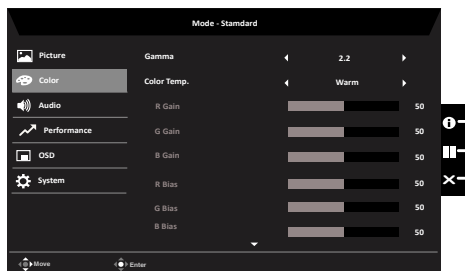 Mode - Standard
Picture
Gamma 2.2
Color
Color Temp. Warm
Audio
R Gain 50
Performance
G Gain 50
OSD
B Gain 50
System
R Bias 50
G Bias 50
B Bias 50
Move Enter